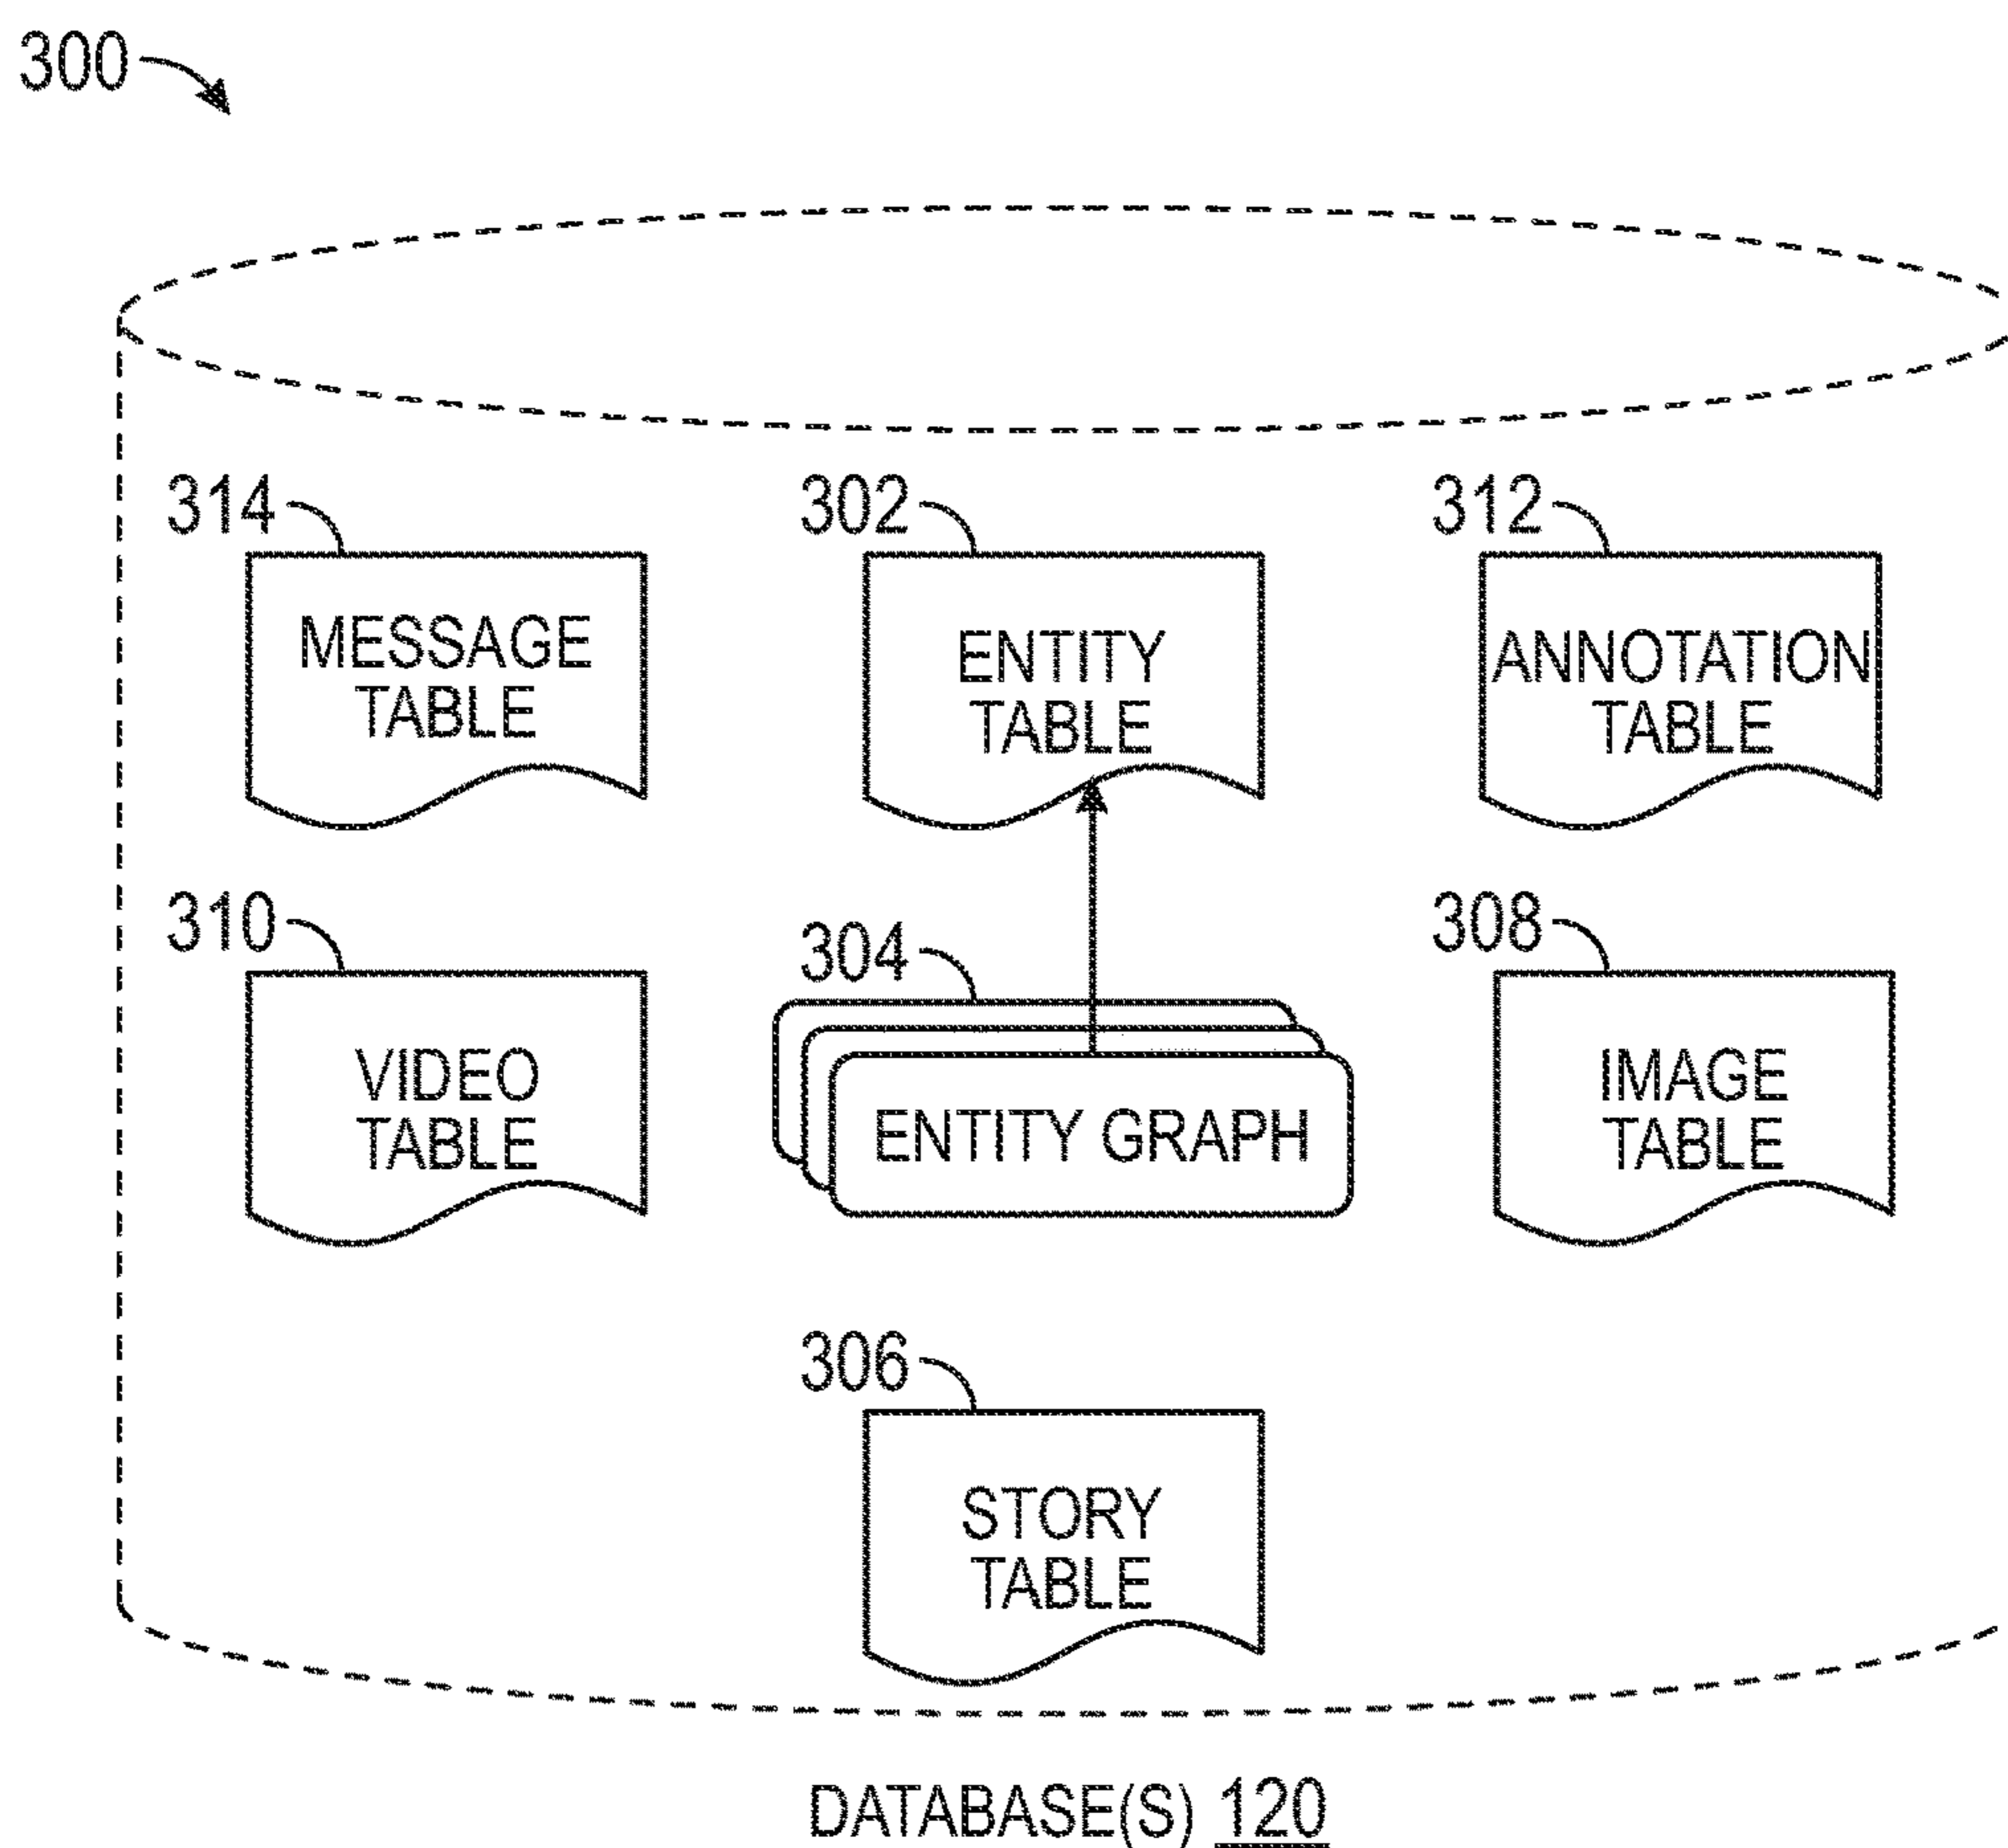 300
314
302
312
MESSAGE
TABLE
ENTITY
TABLE
ANNOTATION
TABLE
310
304
308
VIDEO
TABLE
ENTITY GRAPH
IMAGE
TABLE
306
STORY
TABLE
DATABASE(S) 120